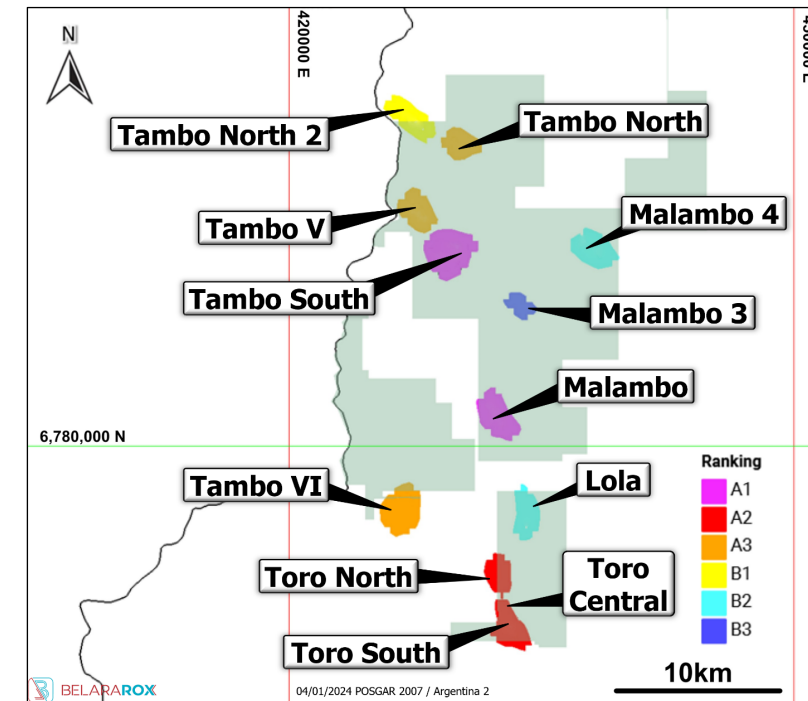 N
420000 E
Tambo North 2
Tambo North
Tambo V
Malambo 4
Tambo South
Malambo 3
Malambo
6,780,000 N
Ranking
A1
A2
A3
B1
B2
B3
Tambo VI
Lola
Toro North
Toro
Central
Toro South
10km
BELARAROX
04/01/2024 POSGAR 2007 / Argentina 2